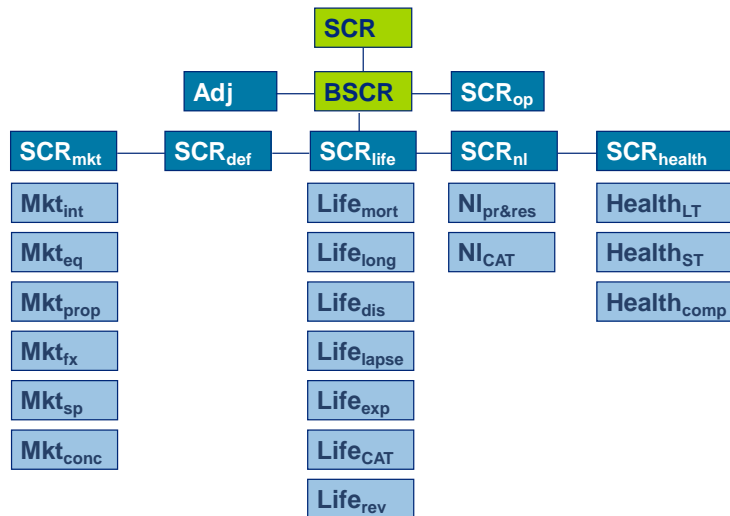 SCR
Adj BSCR SCRop
SCRmkt SCRdef SCRlife SCRnl SCRhealth
Mktint Lifemort Nlpr&res HealthLT
Mkteq Lifelong NlCAT HealthST
Mktprop Lifedis Healthcomp
Mktfx Lifelapse
Mktsp Lifeexp
Mktconc LifeCAT
Liferev